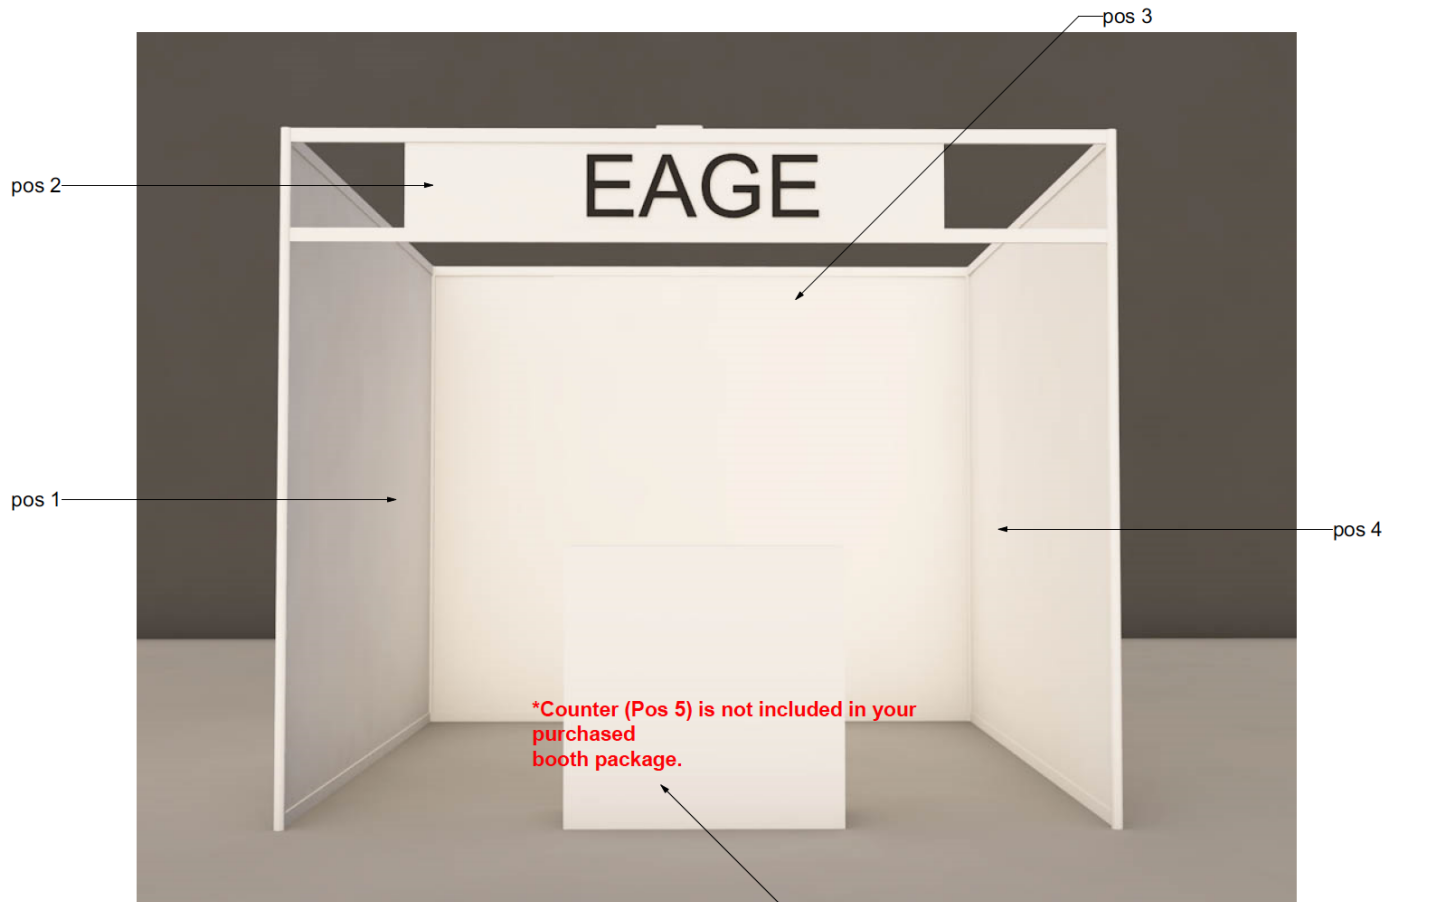 pos 3
pos 2
EAGE
pos 1
pos 4
*Counter (Pos 5) is not included in your
purchased
booth package.